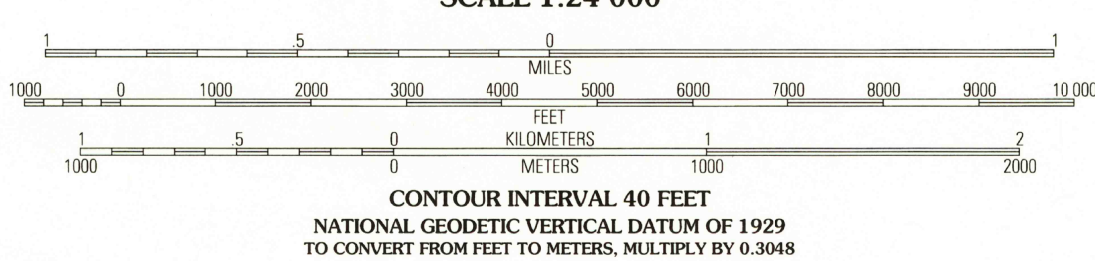 SCALE 1:24 000
1 .5 0 1
MILES
1000 0 1000 2000 3000 4000 5000 6000 7000 8000 9000 10 000
FEET
1 .5 0 KILOMETERS 1 2
1000 0 METERS 1000 2000
CONTOUR INTERVAL 40 FEET
NATIONAL GEODETIC VERTICAL DATUM OF 1929
TO CONVERT FROM FEET TO METERS, MULTIPLY BY 0.3048